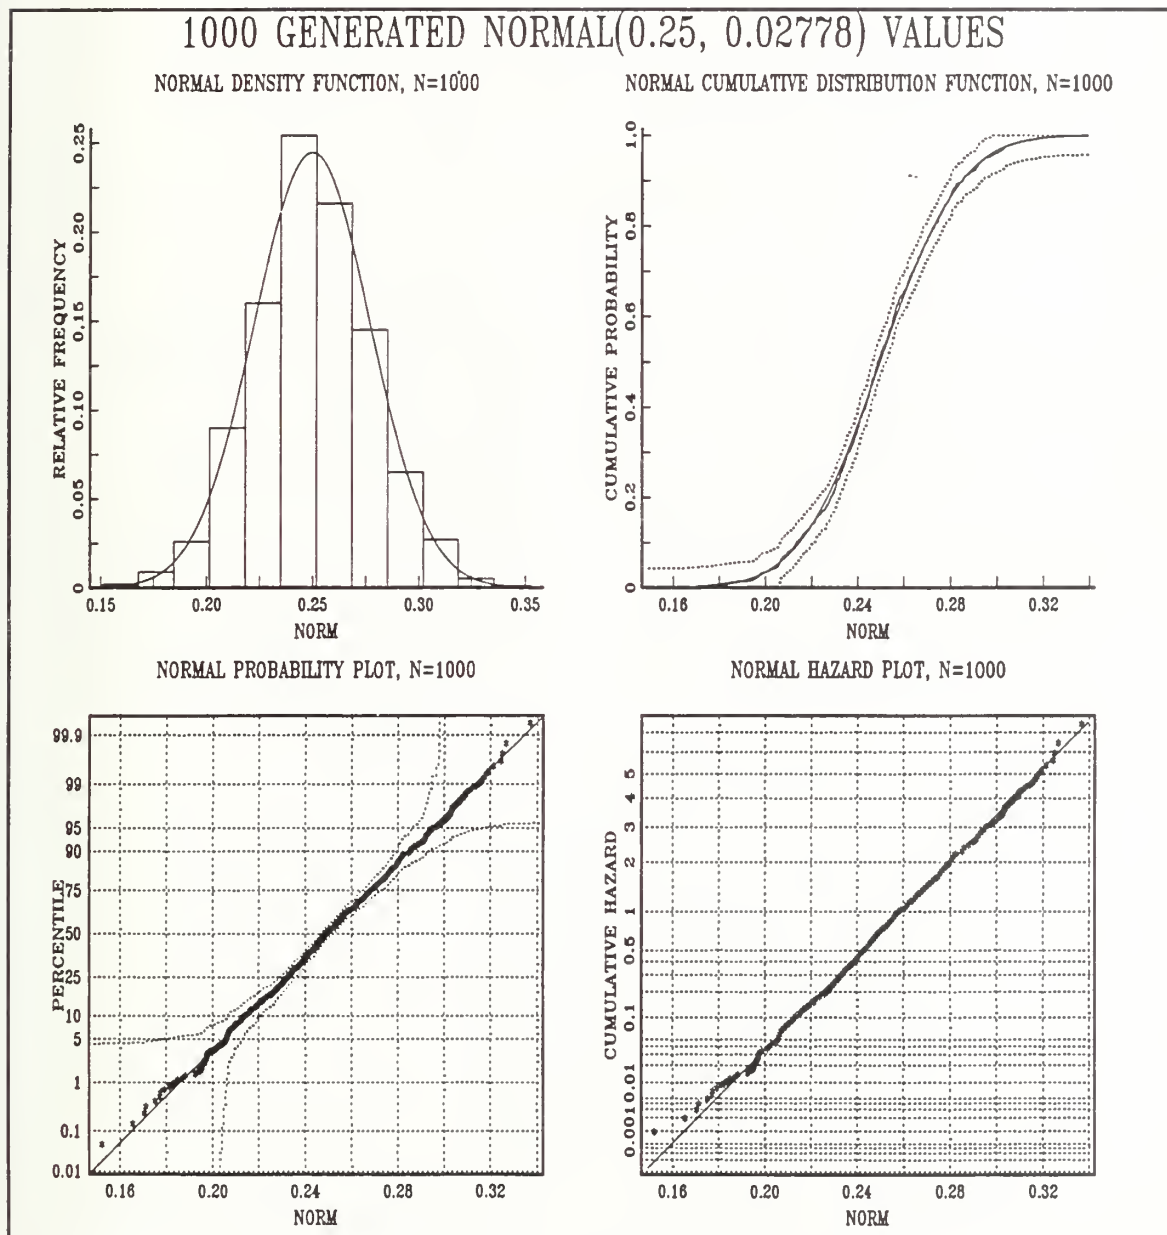 1000 GENERATED NORMAL(0.25, 0.02778) VALUES
NORMAL DENSITY FUNCTION, N=1000
RELATIVE FREQUENCY
0.25
0.20
0.15
0.10
0.05
0
0.15 0.20 0.25 0.30 0.35
NORM
NORMAL CUMULATIVE DISTRIBUTION FUNCTION, N=1000
CUMULATIVE PROBABILITY
1.0
0.8
0.6
0.4
0.2
0
0.16 0.20 0.24 0.28 0.32
NORM
NORMAL PROBABILITY PLOT, N=1000
PERCENTILE
99.9
99
95
90
75
50
25
10
5
1
0.1
0.01
0.16 0.20 0.24 0.28 0.32
NORM
NORMAL HAZARD PLOT, N=1000
CUMULATIVE HAZARD
5
4
3
2
1
0.5
0.1
0.01
0.001
0.16 0.20 0.24 0.28 0.32
NORM